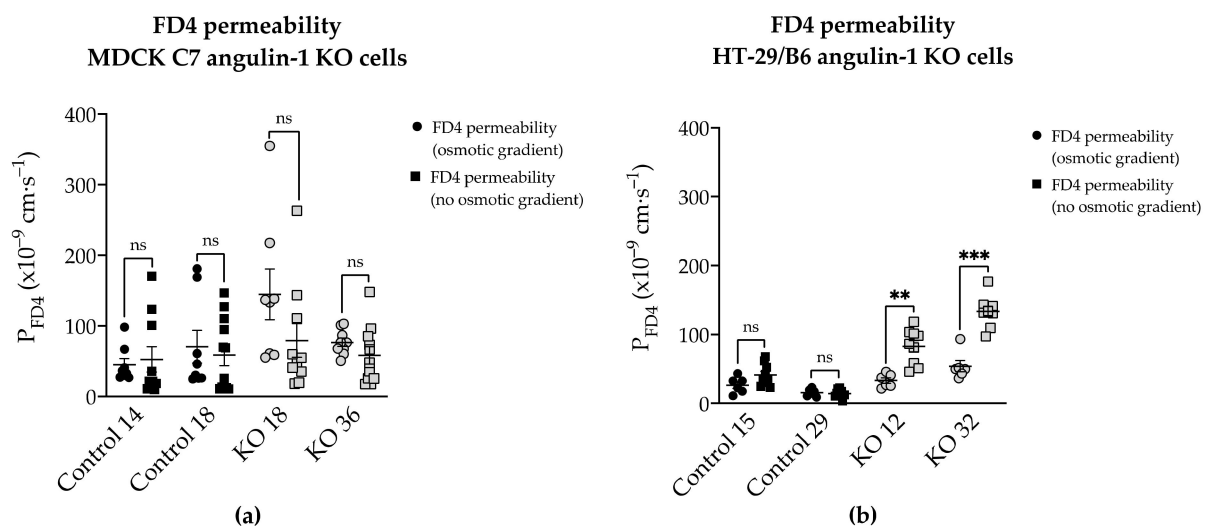 FD4 permeability
MDCK C7 angulin-1 KO cells
400
300
200
100
0
P_FD4 (x10⁻⁹ cm·s⁻¹)
ns
ns
ns
ns
FD4 permeability
(osmotic gradient)
FD4 permeability
(no osmotic gradient)
Control 14
Control 18
KO 18
KO 36
(a)
FD4 permeability
HT-29/B6 angulin-1 KO cells
400
300
200
100
0
P_FD4 (x10⁻⁹ cm·s⁻¹)
ns
ns
**
***
FD4 permeability
(osmotic gradient)
FD4 permeability
(no osmotic gradient)
Control 15
Control 29
KO 12
KO 32
(b)